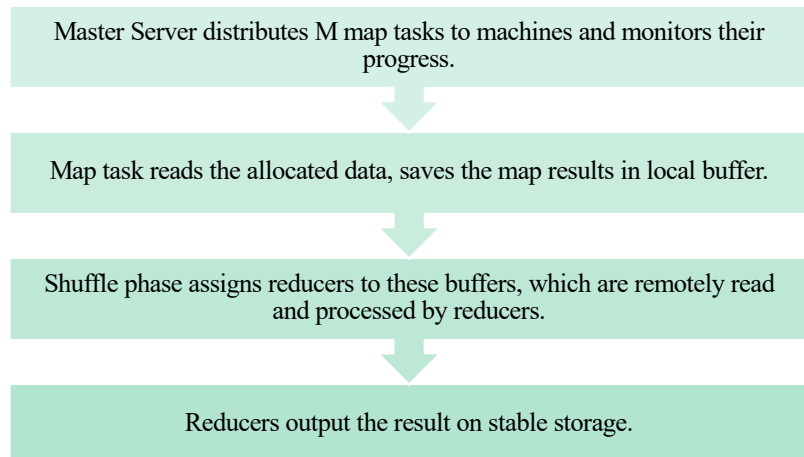 Master Server distributes M map tasks to machines and monitors their
progress.
Map task reads the allocated data, saves the map results in local buffer.
Shuffle phase assigns reducers to these buffers, which are remotely read
and processed by reducers.
Reducers output the result on stable storage.